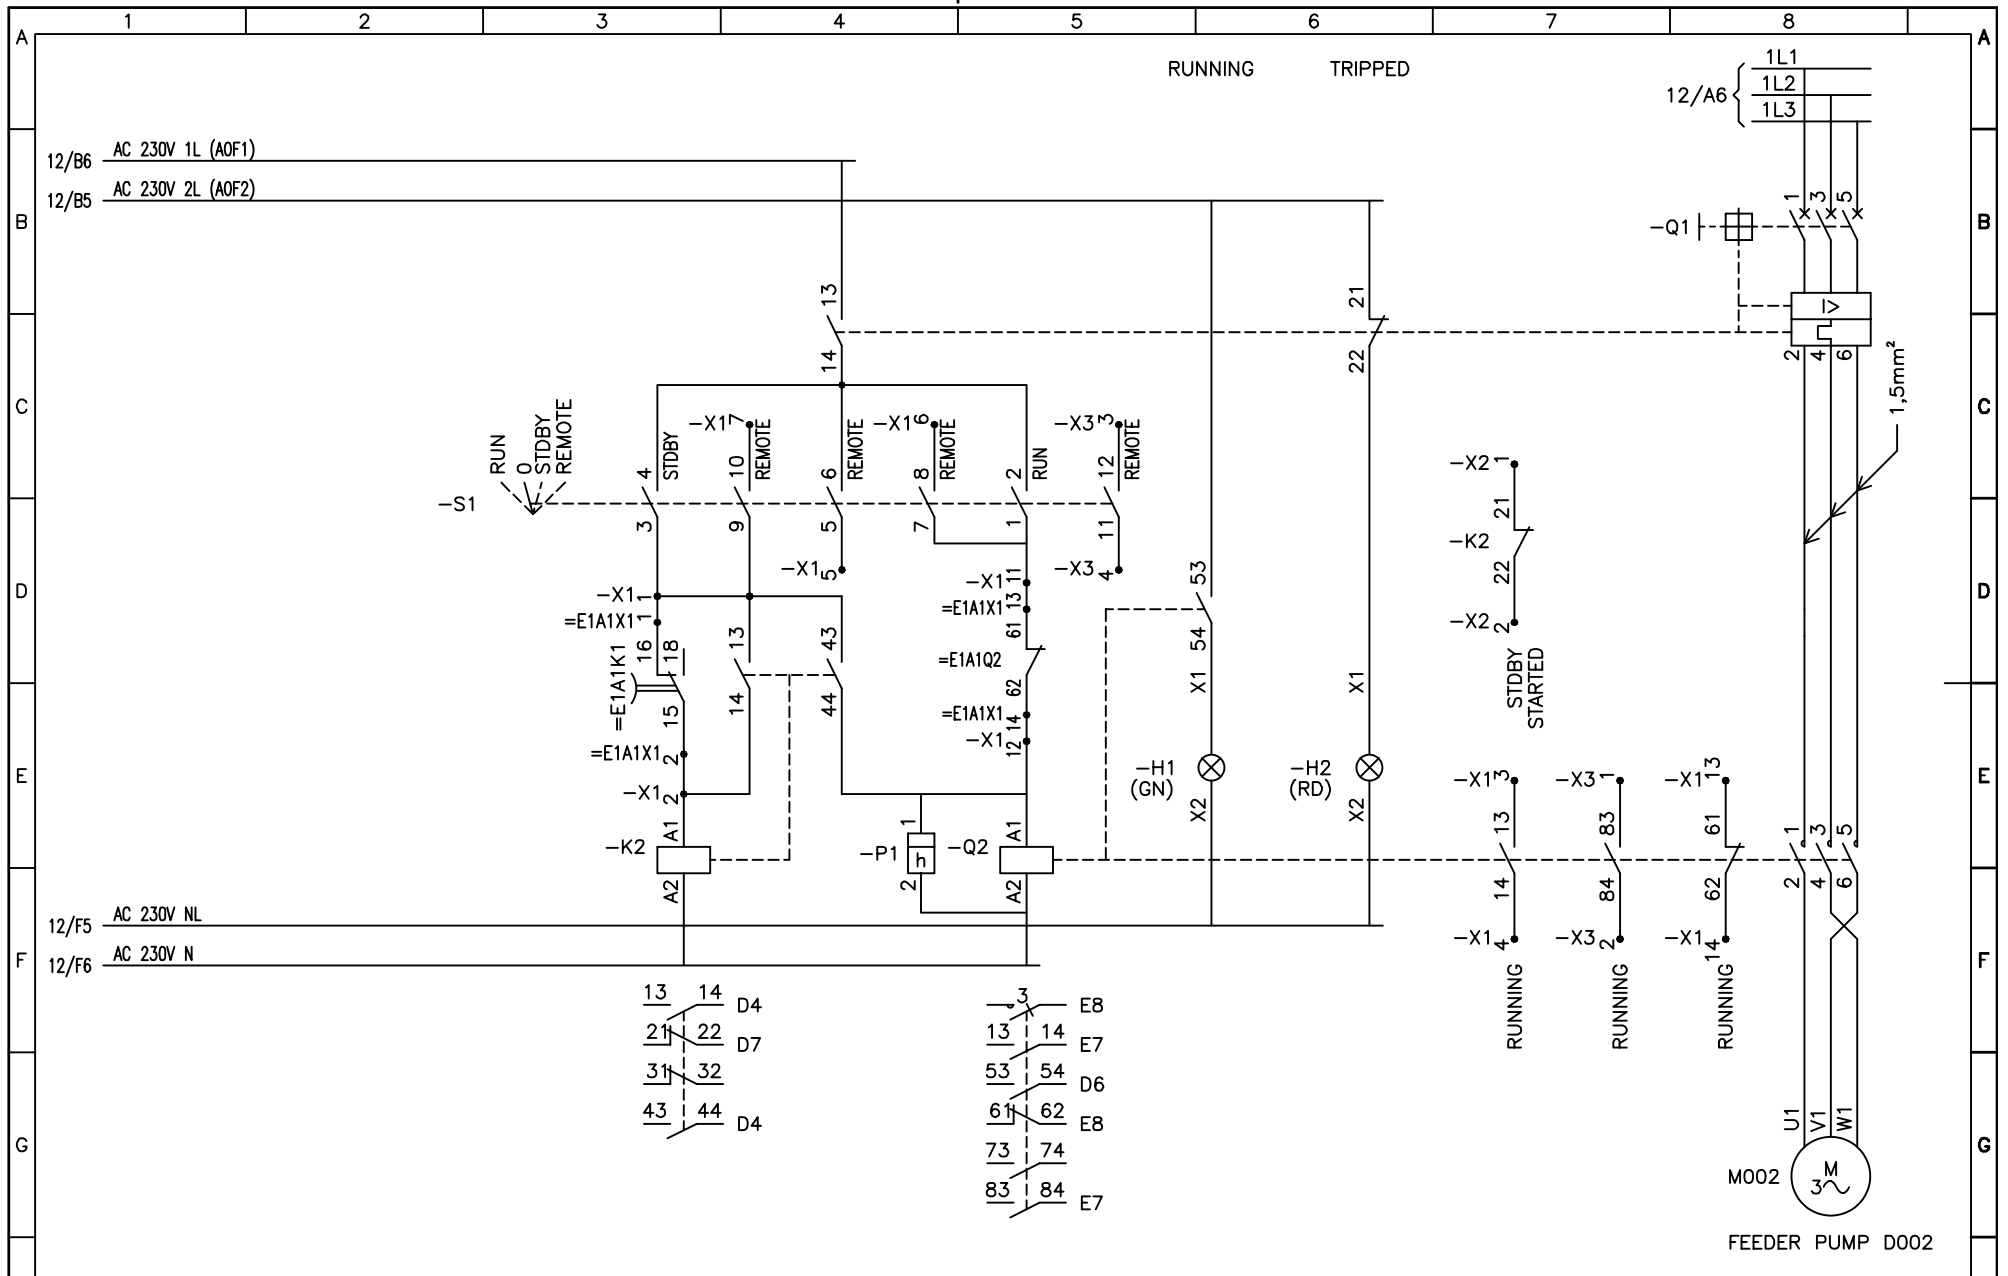 1 2 3 4 5 6 7 8
A A
RUNNING TRIPPED
12/A6
1L1
1L2
1L3
12/B6 AC 230V 1L (A0F1)
12/B5 AC 230V 2L (A0F2)
B B
-Q1
1 3 5
13
14
21
22
I>
2 4 6
1,5mm²
C C
RUN
0
STDBY
REMOTE
-S1
4 STDBY
3
-X1 7
10 REMOTE
9
6 REMOTE
5
-X1 5
-X1 6
8 REMOTE
7
2 RUN
1
-X3 3
12 REMOTE
11
-X3 4
-X2 1
21
-K2
22
-X2 2
STDBY
STARTED
D D
-X1 1
=E1A1X1 1
16 18
=E1A1K1
15
=E1A1X1 2
-X1 2
13
14
43
44
-X1 11
=E1A1X1 13
61
=E1A1Q2
62
=E1A1X1 14
-X1 12
53
54
X1
X1
E E
-H1
(GN)
X2
-H2
(RD)
X2
-K2
A1
A2
-P1
1
h
2
-Q2
A1
A2
-X1 3
13
14
-X1 4
RUNNING
-X3 1
83
84
-X3 2
RUNNING
-X1 13
61
62
-X1 14
RUNNING
1 3 5
2 4 6
12/F5 AC 230V NL
12/F6 AC 230V N
F F
13 14 D4
21 22 D7
31 32
43 44 D4
3 E8
13 14 E7
53 54 D6
61 62 E8
73 74
83 84 E7
G G
U1 V1 W1
M002
M
3
FEEDER PUMP D002